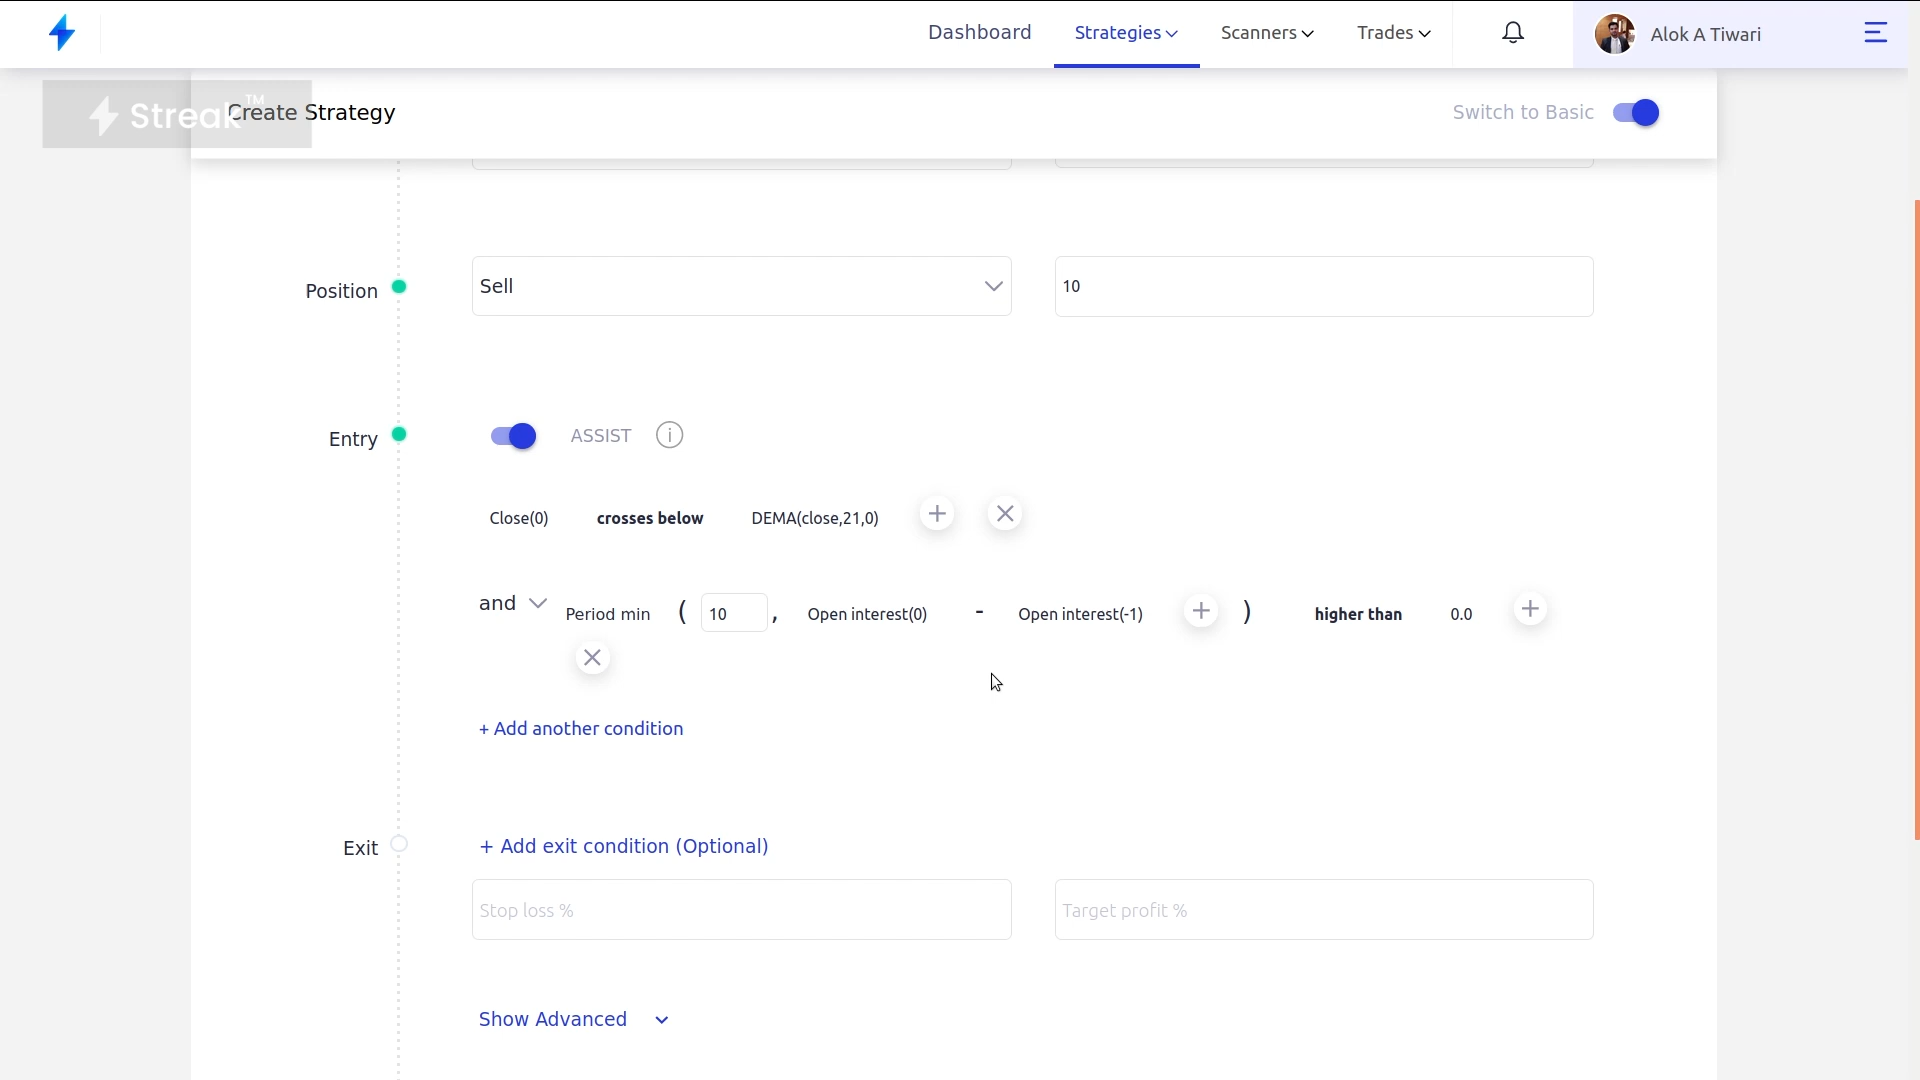 Dashboard Strategies Scanners Trades Alok A Tiwari
Streak™
Create Strategy Switch to Basic
Position Sell 10
Entry ASSIST i
Close(0) crosses below DEMA(close,21,0) +
and Period min ( 10 , Open interest(0) - Open interest(-1) + ) higher than 0.0 +
+ Add another condition
Exit + Add exit condition (Optional)
Stop loss % Target profit %
Show Advanced